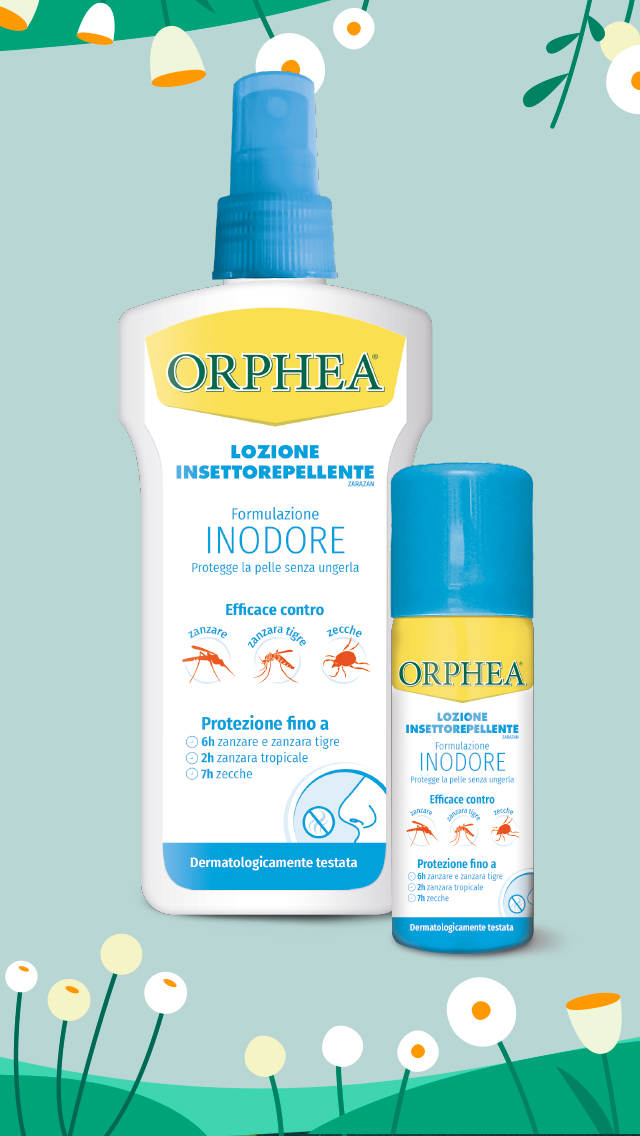 ORPHEA®
LOZIONE
INSETTOREPELLENTE
ZARAZAN
Formulazione
INODORE
Protegge la pelle senza ungerla
Efficace contro
zanzare zanzara tigre zecche
Protezione fino a
6h zanzare e zanzara tigre
2h zanzara tropicale
7h zecche
Dermatologicamente testata
ORPHEA
LOZIONE
INSETTOREPELLENTE
ZARAZAN
Formulazione
INODORE
Protegge la pelle senza ungerla
Efficace contro
zanzare zanzara tigre zecche
Protezione fino a
6h zanzare e zanzara tigre
2h zanzara tropicale
7h zecche
Dermatologicamente testata